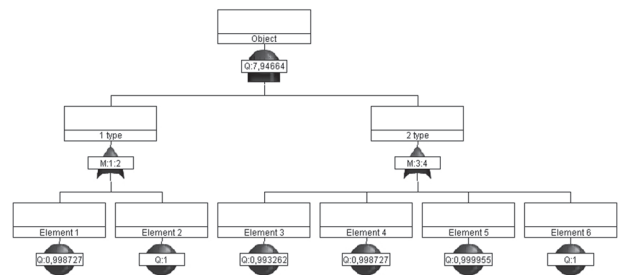 Object
Q:7,94664
1 type
2 type
M:1:2
M:3:4
Element 1
Element 2
Element 3
Element 4
Element 5
Element 6
Q:0,998727
Q:1
Q:0,993262
Q:0,998727
Q:0,999955
Q:1